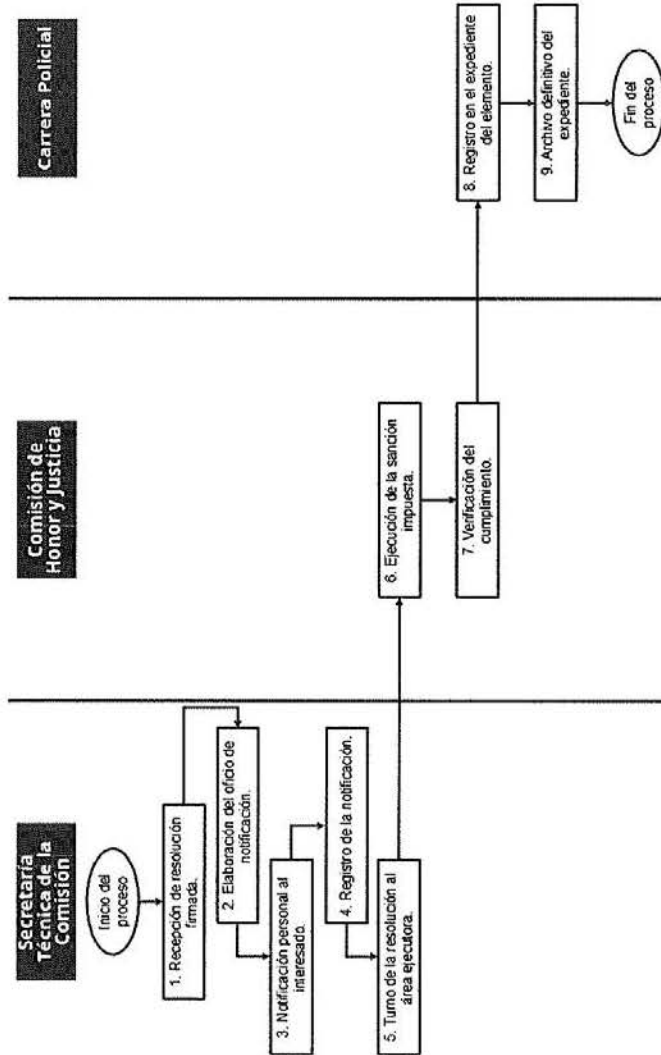 Secretaría
Técnica de la
Comisión
Comisión de
Honor y Justicia
Carrera Policial
Inicio del
proceso
1. Recepción de resolución
firmada.
2. Elaboración del oficio de
notificación.
3. Notificación personal al
interesado.
4. Registro de la notificación.
5. Turno de la resolución al
área ejecutora.
6. Ejecución de la sanción
impuesta.
7. Verificación del
cumplimiento.
8. Registro en el expediente
del elemento.
9. Archivo definitivo del
expediente.
Fin del
proceso